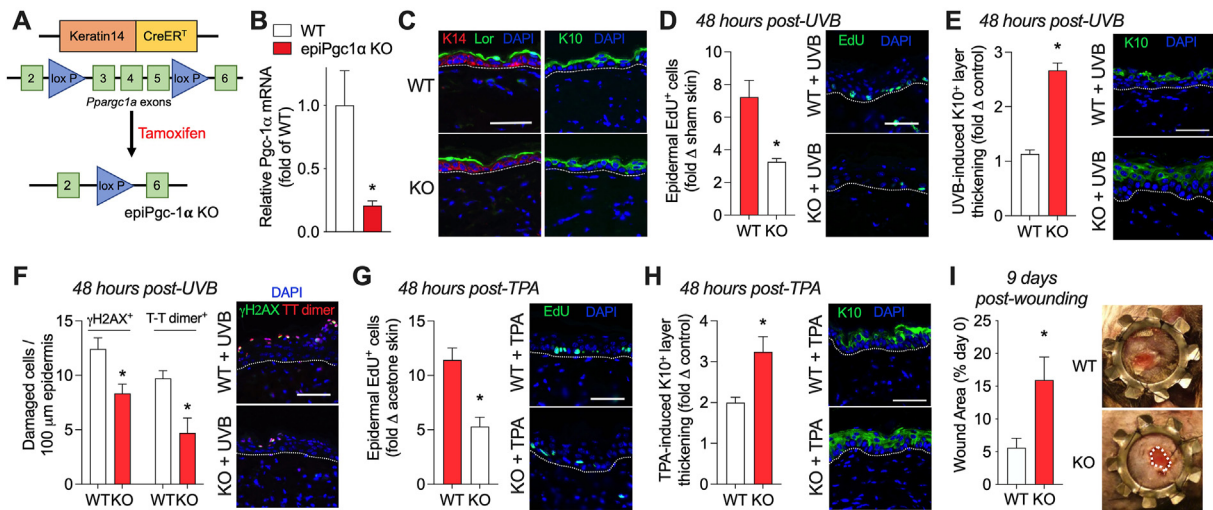 A
Keratin14 CreERᵀ
2 lox P 3 4 5 lox P 6
Ppargc1a exons
Tamoxifen
2 lox P 6
epiPgc-1α KO
B
WT
epiPgc1α KO
Relative Pgc-1α mRNA
(fold of WT)
1.0
0.5
0.0
*
C
K14 Lor DAPI K10 DAPI
WT
KO
D 48 hours post-UVB
Epidermal EdU⁺ cells
(fold Δ sham skin)
10
8
6
4
2
0
*
WT KO
EdU DAPI
WT + UVB
KO + UVB
E 48 hours post-UVB
UVB-induced K10⁺ layer
thickening (fold Δ control)
3
2
1
0
*
WT KO
K10 DAPI
WT + UVB
KO + UVB
F 48 hours post-UVB
Damaged cells /
100 μm epidermis
15
10
5
0
γH2AX⁺ T-T dimer⁺
* *
WT KO WT KO
DAPI
γH2AX TT dimer
WT + UVB
KO + UVB
G 48 hours post-TPA
Epidermal EdU⁺ cells
(fold Δ acetone skin)
15
10
5
0
*
WT KO
EdU DAPI
WT + TPA
KO + TPA
H 48 hours post-TPA
TPA-induced K10⁺ layer
thickening (fold Δ control)
4
3
2
1
0
*
WT KO
K10 DAPI
WT + TPA
KO + TPA
I 9 days
post-wounding
Wound Area (% day 0)
25
20
15
10
5
0
*
WT KO
WT
KO